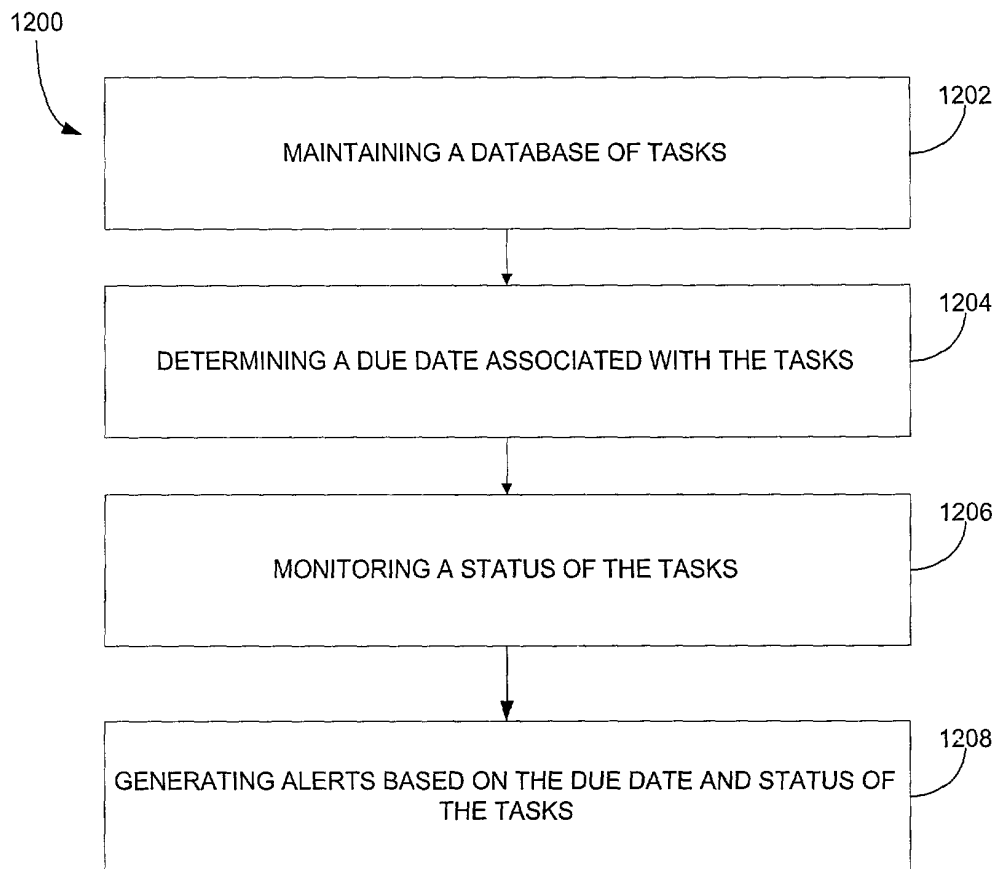 1200
1202
MAINTAINING A DATABASE OF TASKS
1204
DETERMINING A DUE DATE ASSOCIATED WITH THE TASKS
1206
MONITORING A STATUS OF THE TASKS
1208
GENERATING ALERTS BASED ON THE DUE DATE AND STATUS OF
THE TASKS